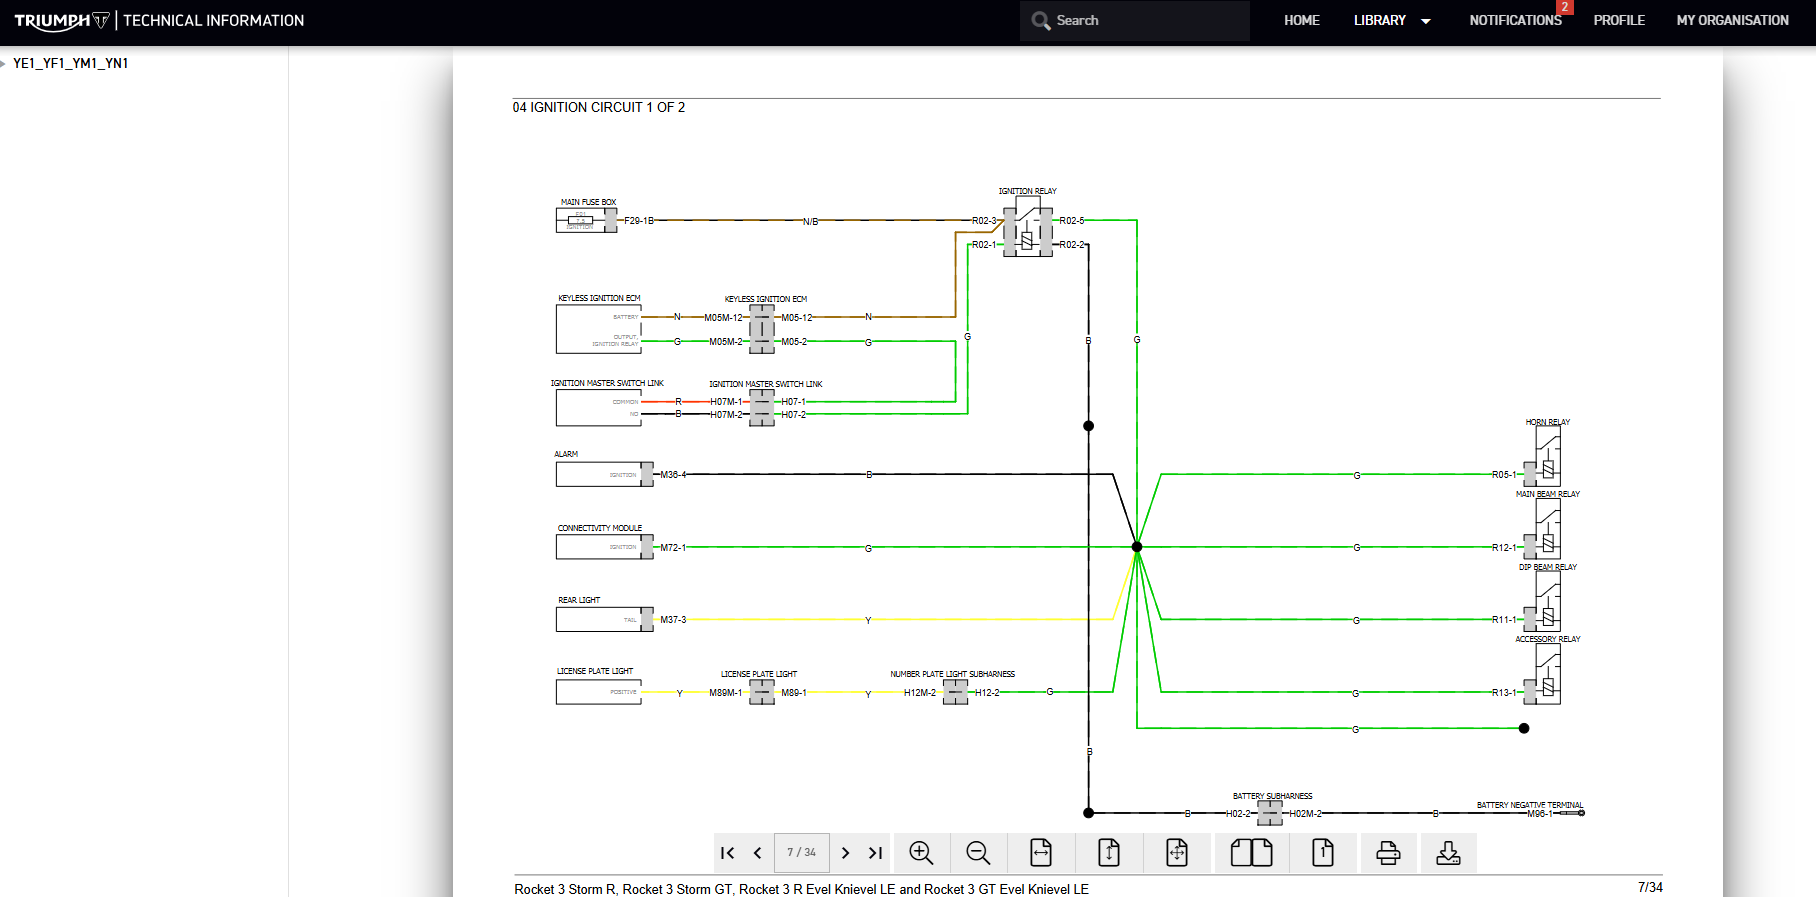 TRIUMPH TECHNICAL INFORMATION
Search
HOME
LIBRARY
NOTIFICATIONS
2
PROFILE
MY ORGANISATION
YE1_YF1_YM1_YN1
04 IGNITION CIRCUIT 1 OF 2
IGNITION RELAY
MAIN FUSE BOX
IGNITION
F29-1B
N/B
R02-3
R02-5
R02-1
R02-2
KEYLESS IGNITION ECM
KEYLESS IGNITION ECM
BATTERY
N
M05M-12
M05-12
N
OUTPUT,
IGNITION RELAY
G
M05M-2
M05-2
G
G
B
G
IGNITION MASTER SWITCH LINK
IGNITION MASTER SWITCH LINK
COMMON
R
H07M-1
H07-1
NO
B
H07M-2
H07-2
HORN RELAY
ALARM
IGNITION
M36-4
B
G
R05-1
MAIN BEAM RELAY
CONNECTIVITY MODULE
IGNITION
M72-1
G
G
R12-1
DIP BEAM RELAY
REAR LIGHT
TAIL
M37-3
Y
G
R11-1
ACCESSORY RELAY
LICENSE PLATE LIGHT
LICENSE PLATE LIGHT
NUMBER PLATE LIGHT SUBHARNESS
POSITIVE
Y
M89M-1
M89-1
Y
H12M-2
H12-2
G
G
R13-1
G
B
BATTERY SUBHARNESS
BATTERY NEGATIVE TERMINAL
B
H02-2
H02M-2
B
M96-1
7 / 34
1
Rocket 3 Storm R, Rocket 3 Storm GT, Rocket 3 R Evel Knievel LE and Rocket 3 GT Evel Knievel LE
7/34